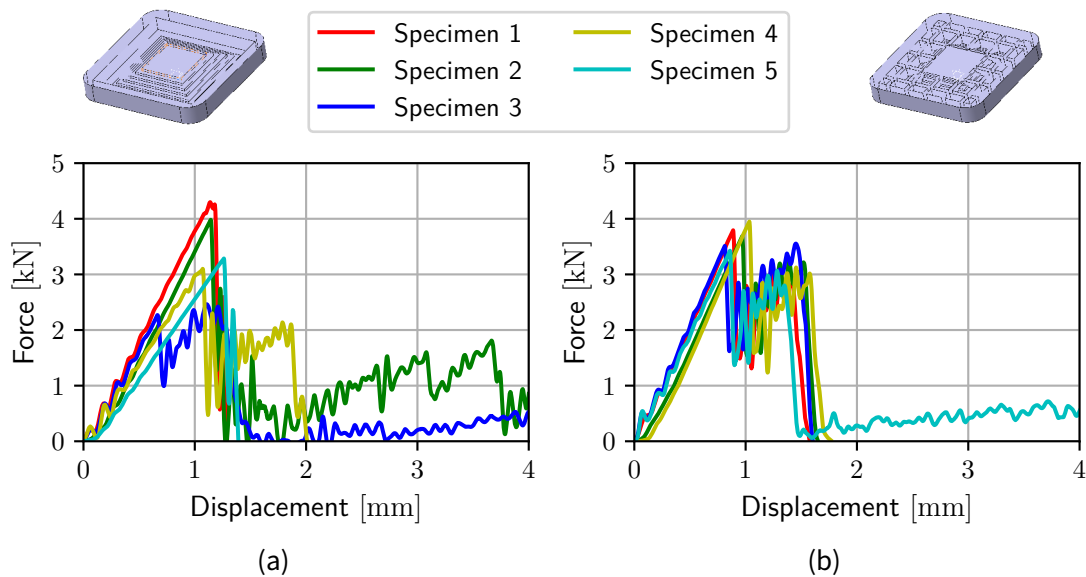 Specimen 1
Specimen 2
Specimen 3
Specimen 4
Specimen 5
5
4
3
2
1
0
Force [kN]
0 1 2 3 4
Displacement [mm]
(a)
5
4
3
2
1
0
Force [kN]
0 1 2 3 4
Displacement [mm]
(b)